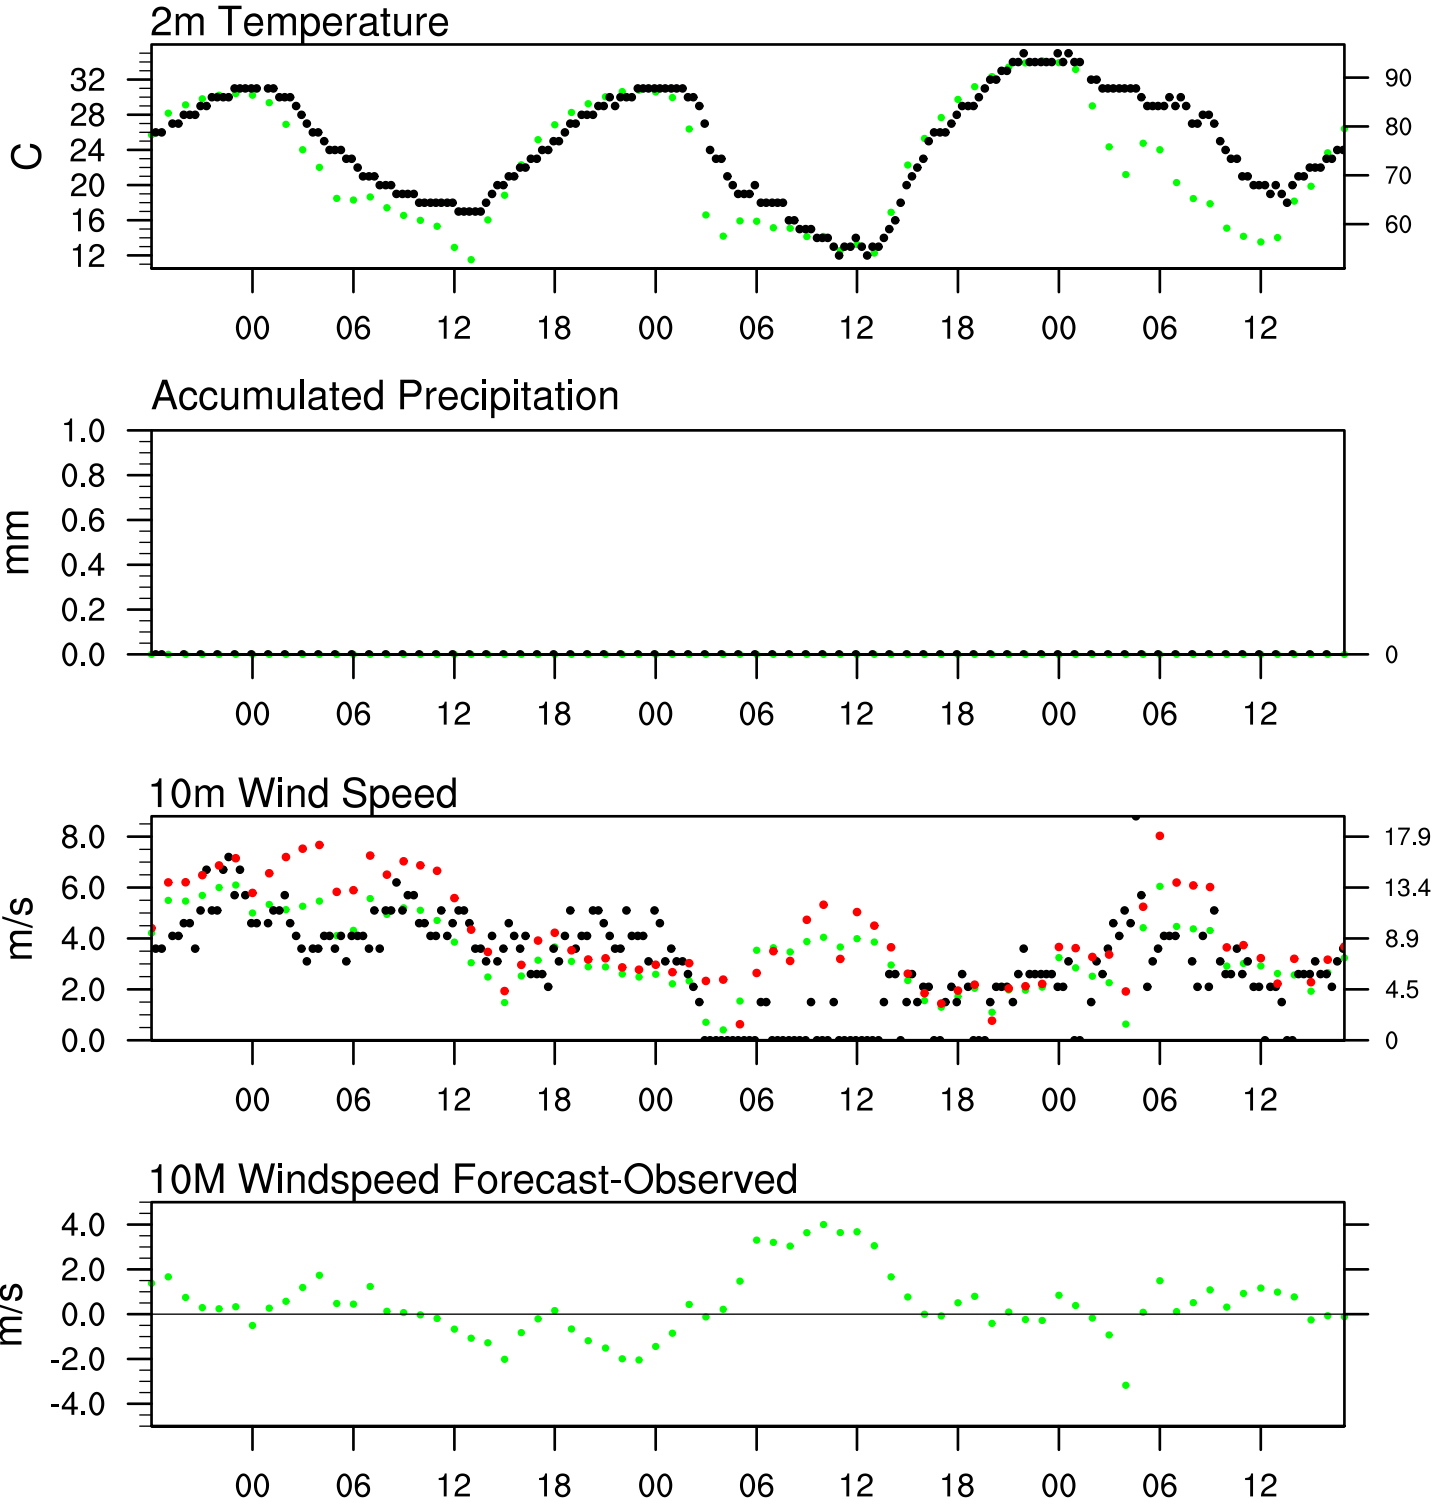 2m Temperature
32
28
24
20
16
12
C
90
80
70
60
00 06 12 18 00 06 12 18 00 06 12
Accumulated Precipitation
1.0
0.8
0.6
0.4
0.2
0.0
mm
0
00 06 12 18 00 06 12 18 00 06 12
10m Wind Speed
8.0
6.0
4.0
2.0
0.0
m/s
17.9
13.4
8.9
4.5
0
00 06 12 18 00 06 12 18 00 06 12
10M Windspeed Forecast-Observed
4.0
2.0
0.0
-2.0
-4.0
m/s
00 06 12 18 00 06 12 18 00 06 12